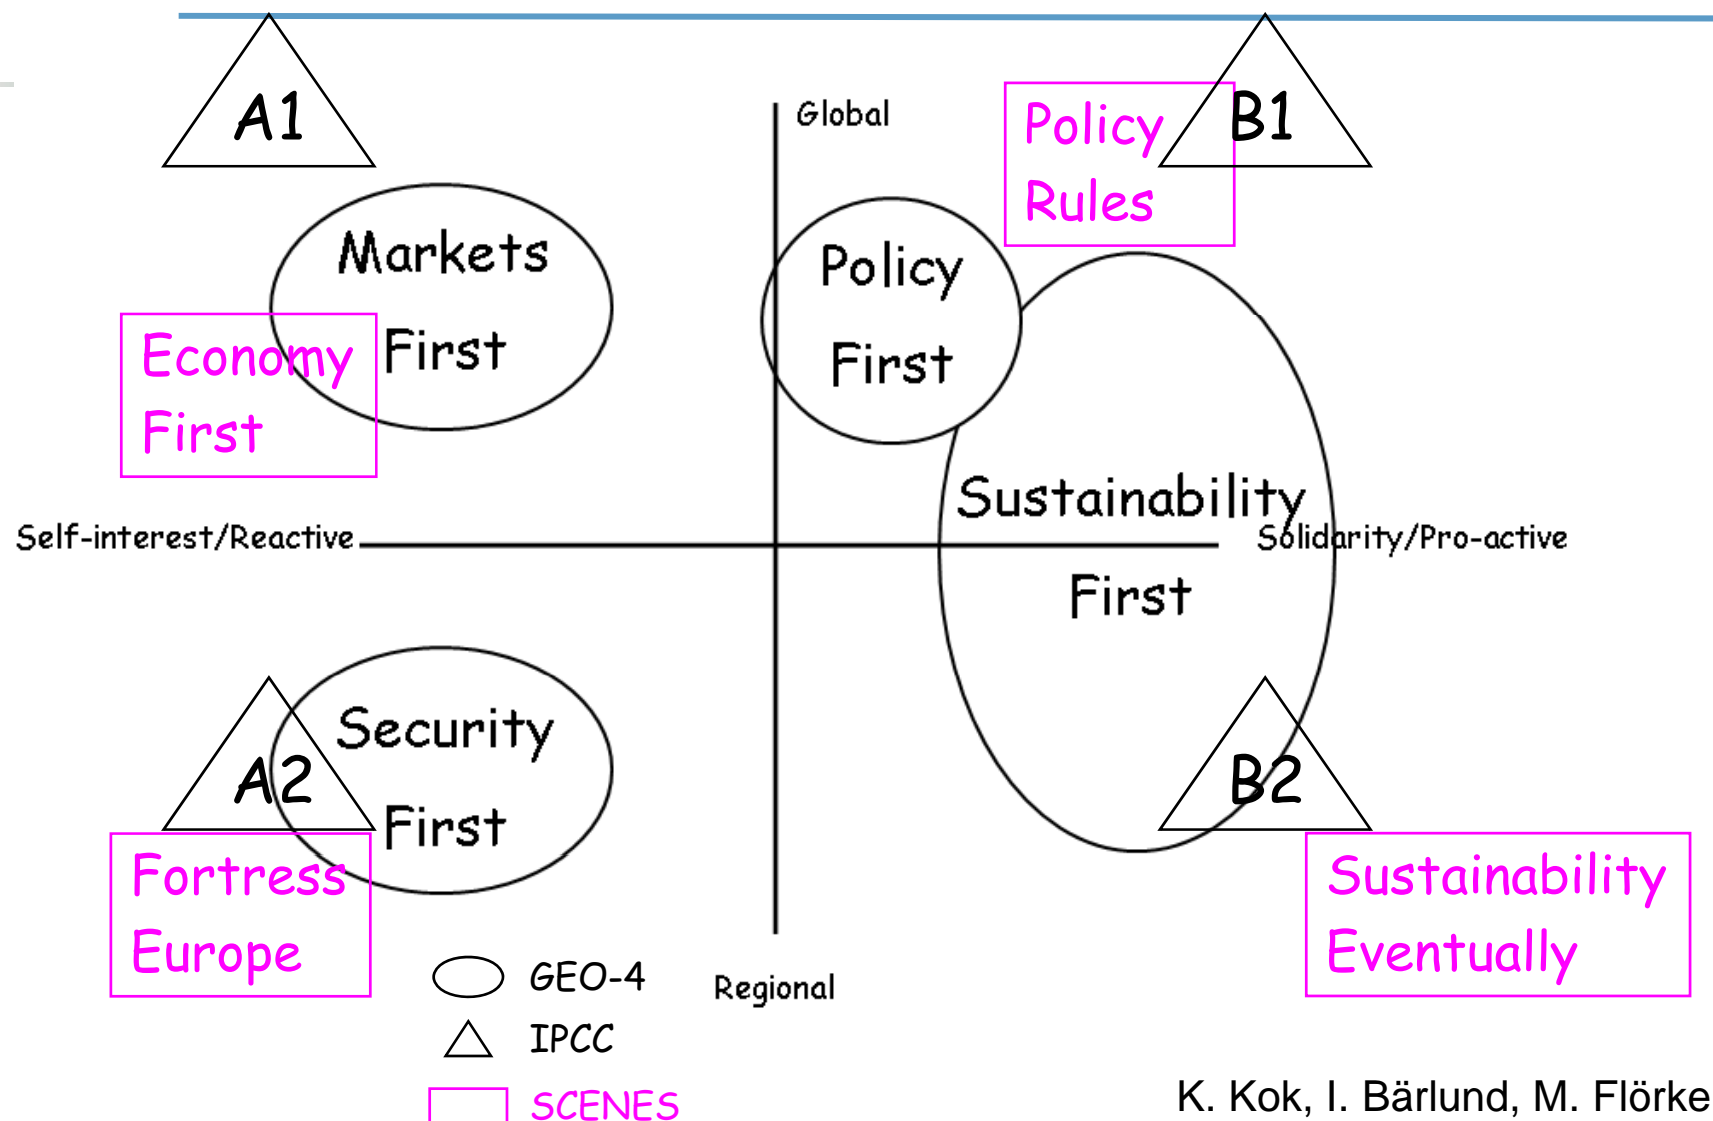 A1
B1
Global
Policy
Rules
Markets
First
Policy
First
Economy
First
Sustainability
First
Self-interest/Reactive
Solidarity/Pro-active
Security
First
A2
B2
Fortress
Europe
Sustainability
Eventually
GEO-4
IPCC
SCENES
Regional
K. Kok, I. Bärlund, M. Flörke